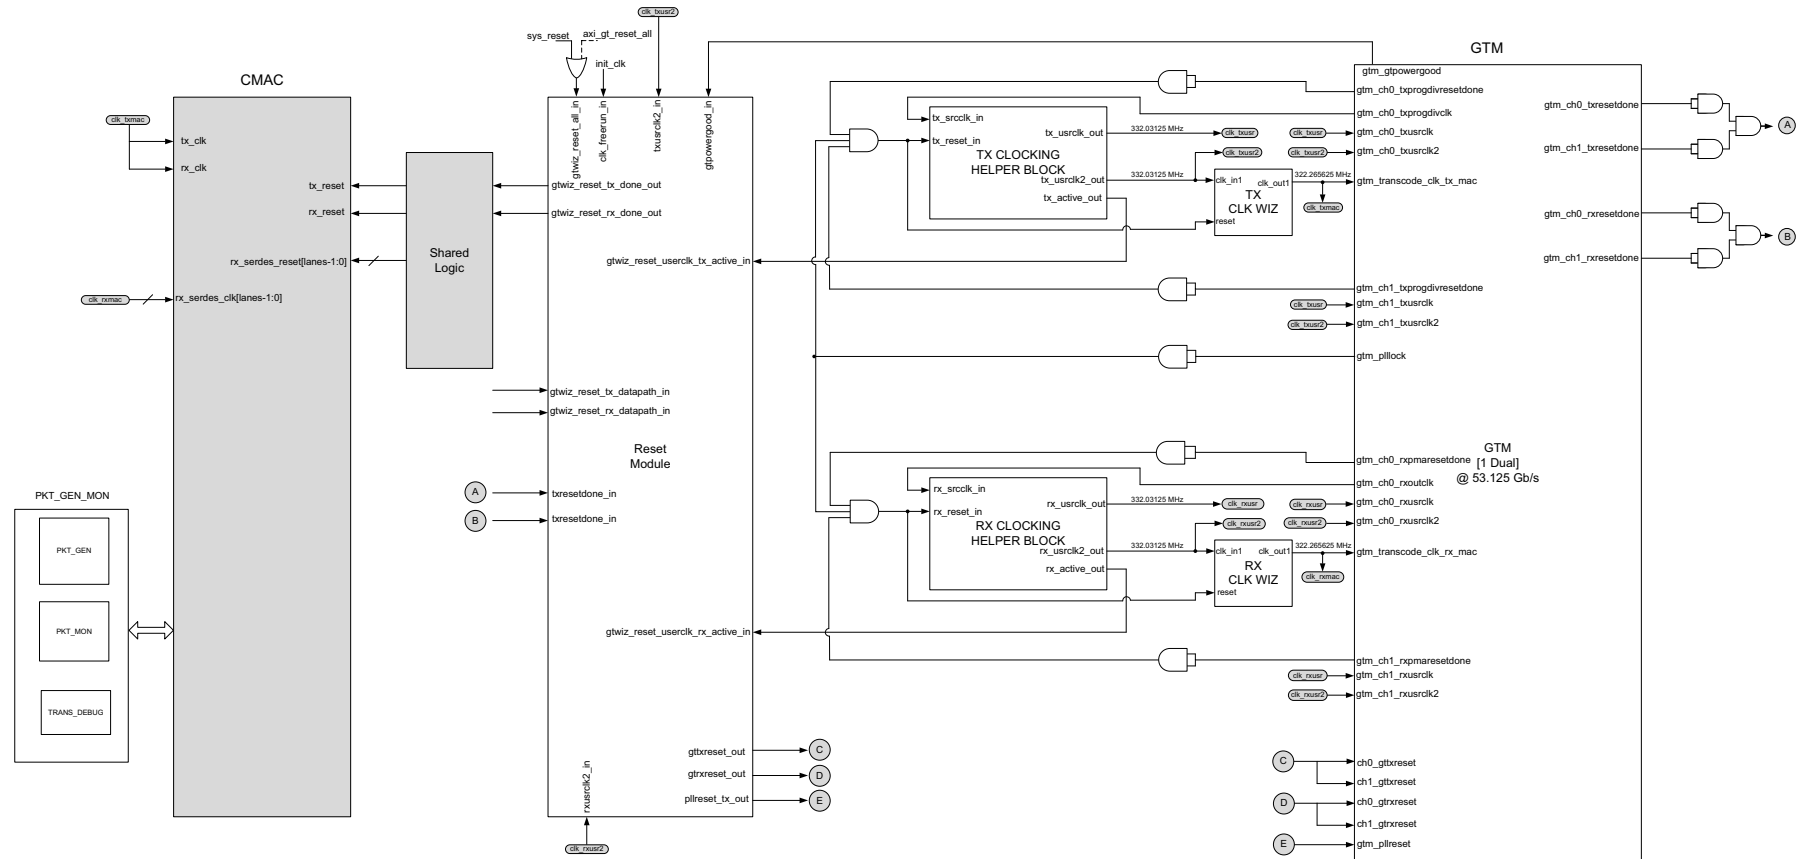 clk_txusr2
sys_reset
axi_gt_reset_all
init_clk
CMAC
clk_txmac
tx_clk
rx_clk
tx_reset
rx_reset
rx_serdes_reset[lanes-1:0]
clk_rxmac
rx_serdes_clk[lanes-1:0]
Shared
Logic
gtwiz_reset_all_in
clk_freerun_in
txusrclk2_in
gtpowergood_in
gtwiz_reset_tx_done_out
gtwiz_reset_rx_done_out
gtwiz_reset_userclk_tx_active_in
gtwiz_reset_tx_datapath_in
gtwiz_reset_rx_datapath_in
Reset
Module
A
txresetdone_in
B
txresetdone_in
gtwiz_reset_userclk_rx_active_in
gttxreset_out
C
gtrxreset_out
D
pllreset_tx_out
E
rxusrclk2_in
clk_rxusr2
PKT_GEN_MON
PKT_GEN
PKT_MON
TRANS_DEBUG
tx_srcclk_in
tx_usrclk_out
tx_reset_in
TX CLOCKING
HELPER BLOCK
tx_usrclk2_out
tx_active_out
332.03125 MHz
clk_txusr
clk_txusr2
332.03125 MHz
clk_in1
clk_out1
TX
CLK WIZ
reset
322.265625 MHz
clk_txmac
clk_txusr
clk_txusr2
clk_txusr
clk_txusr2
rx_srcclk_in
rx_usrclk_out
rx_reset_in
RX CLOCKING
HELPER BLOCK
rx_usrclk2_out
rx_active_out
332.03125 MHz
clk_rxusr
clk_rxusr2
332.03125 MHz
clk_in1
clk_out1
RX
CLK WIZ
reset
322.265625 MHz
clk_rxmac
clk_rxusr
clk_rxusr2
clk_rxusr
clk_rxusr2
GTM
gtm_gtpowergood
gtm_ch0_txprogdivresetdone
gtm_ch0_txprogdivclk
gtm_ch0_txusrclk
gtm_ch0_txusrclk2
gtm_transcode_clk_tx_mac
gtm_ch1_txprogdivresetdone
gtm_ch1_txusrclk
gtm_ch1_txusrclk2
gtm_plllock
GTM
[1 Dual]
@ 53.125 Gb/s
gtm_ch0_rxpmaresetdone
gtm_ch0_rxoutclk
gtm_ch0_rxusrclk
gtm_ch0_rxusrclk2
gtm_transcode_clk_rx_mac
gtm_ch1_rxpmaresetdone
gtm_ch1_rxusrclk
gtm_ch1_rxusrclk2
C
ch0_gttxreset
ch1_gttxreset
D
ch0_gtrxreset
ch1_gtrxreset
E
gtm_pllreset
gtm_ch0_txresetdone
gtm_ch1_txresetdone
A
gtm_ch0_rxresetdone
gtm_ch1_rxresetdone
B